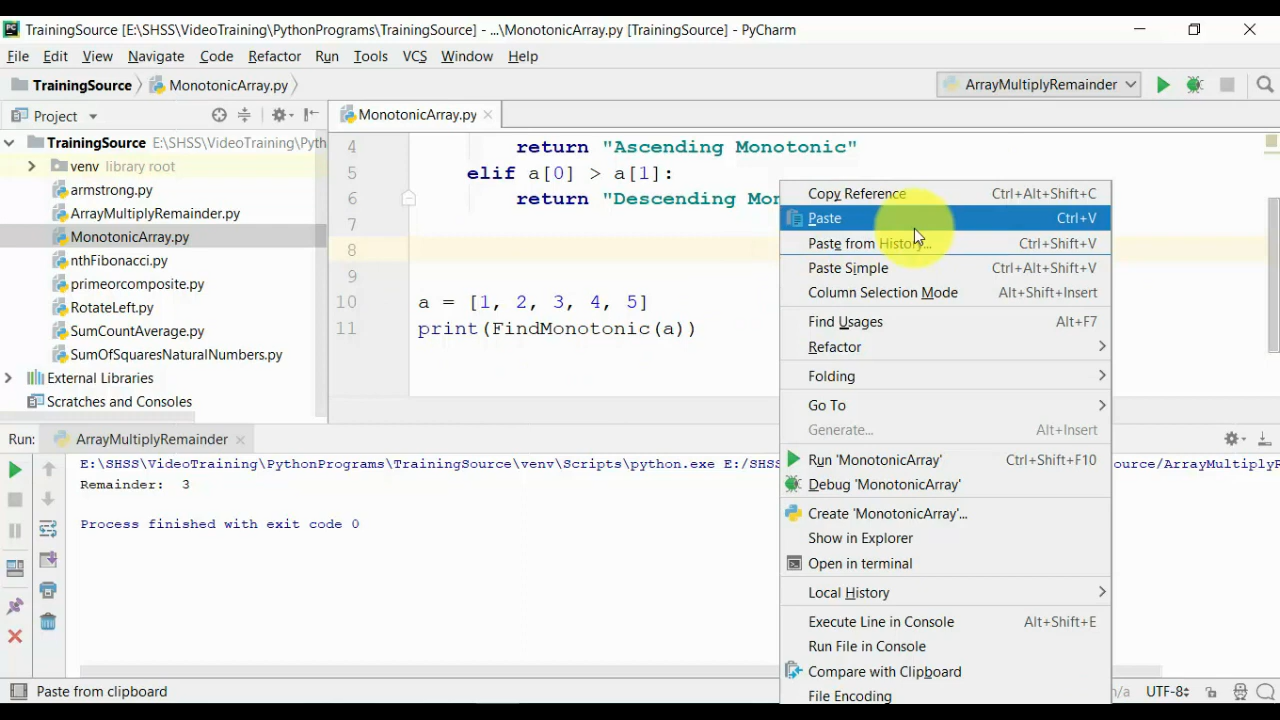 TrainingSource [E:\SHSS\VideoTraining\PythonPrograms\TrainingSource] - ...\MonotonicArray.py [TrainingSource] - PyCharm
File Edit View Navigate Code Refactor Run Tools VCS Window Help
TrainingSource MonotonicArray.py ArrayMultiplyRemainder
Project
MonotonicArray.py
TrainingSource E:\SHSS\VideoTraining\Pyth
venv library root
armstrong.py
ArrayMultiplyRemainder.py
MonotonicArray.py
nthFibonacci.py
primeorcomposite.py
RotateLeft.py
SumCountAverage.py
SumOfSquaresNaturalNumbers.py
External Libraries
Scratches and Consoles
4 return "Ascending Monotonic"
5 elif a[0] > a[1]:
6 return "Descending Mon
7
8
9
10 a = [1, 2, 3, 4, 5]
11 print(FindMonotonic(a))
Copy Reference Ctrl+Alt+Shift+C
Paste Ctrl+V
Paste from History... Ctrl+Shift+V
Paste Simple Ctrl+Alt+Shift+V
Column Selection Mode Alt+Shift+Insert
Find Usages Alt+F7
Refactor
Folding
Go To
Generate... Alt+Insert
Run 'MonotonicArray' Ctrl+Shift+F10
Debug 'MonotonicArray'
Create 'MonotonicArray'...
Show in Explorer
Open in terminal
Local History
Execute Line in Console Alt+Shift+E
Run File in Console
Compare with Clipboard
File Encoding
Run: ArrayMultiplyRemainder
E:\SHSS\VideoTraining\PythonPrograms\TrainingSource\venv\Scripts\python.exe E:/SHSS ource/ArrayMultiplyR
Remainder: 3
Process finished with exit code 0
Paste from clipboard n/a UTF-8